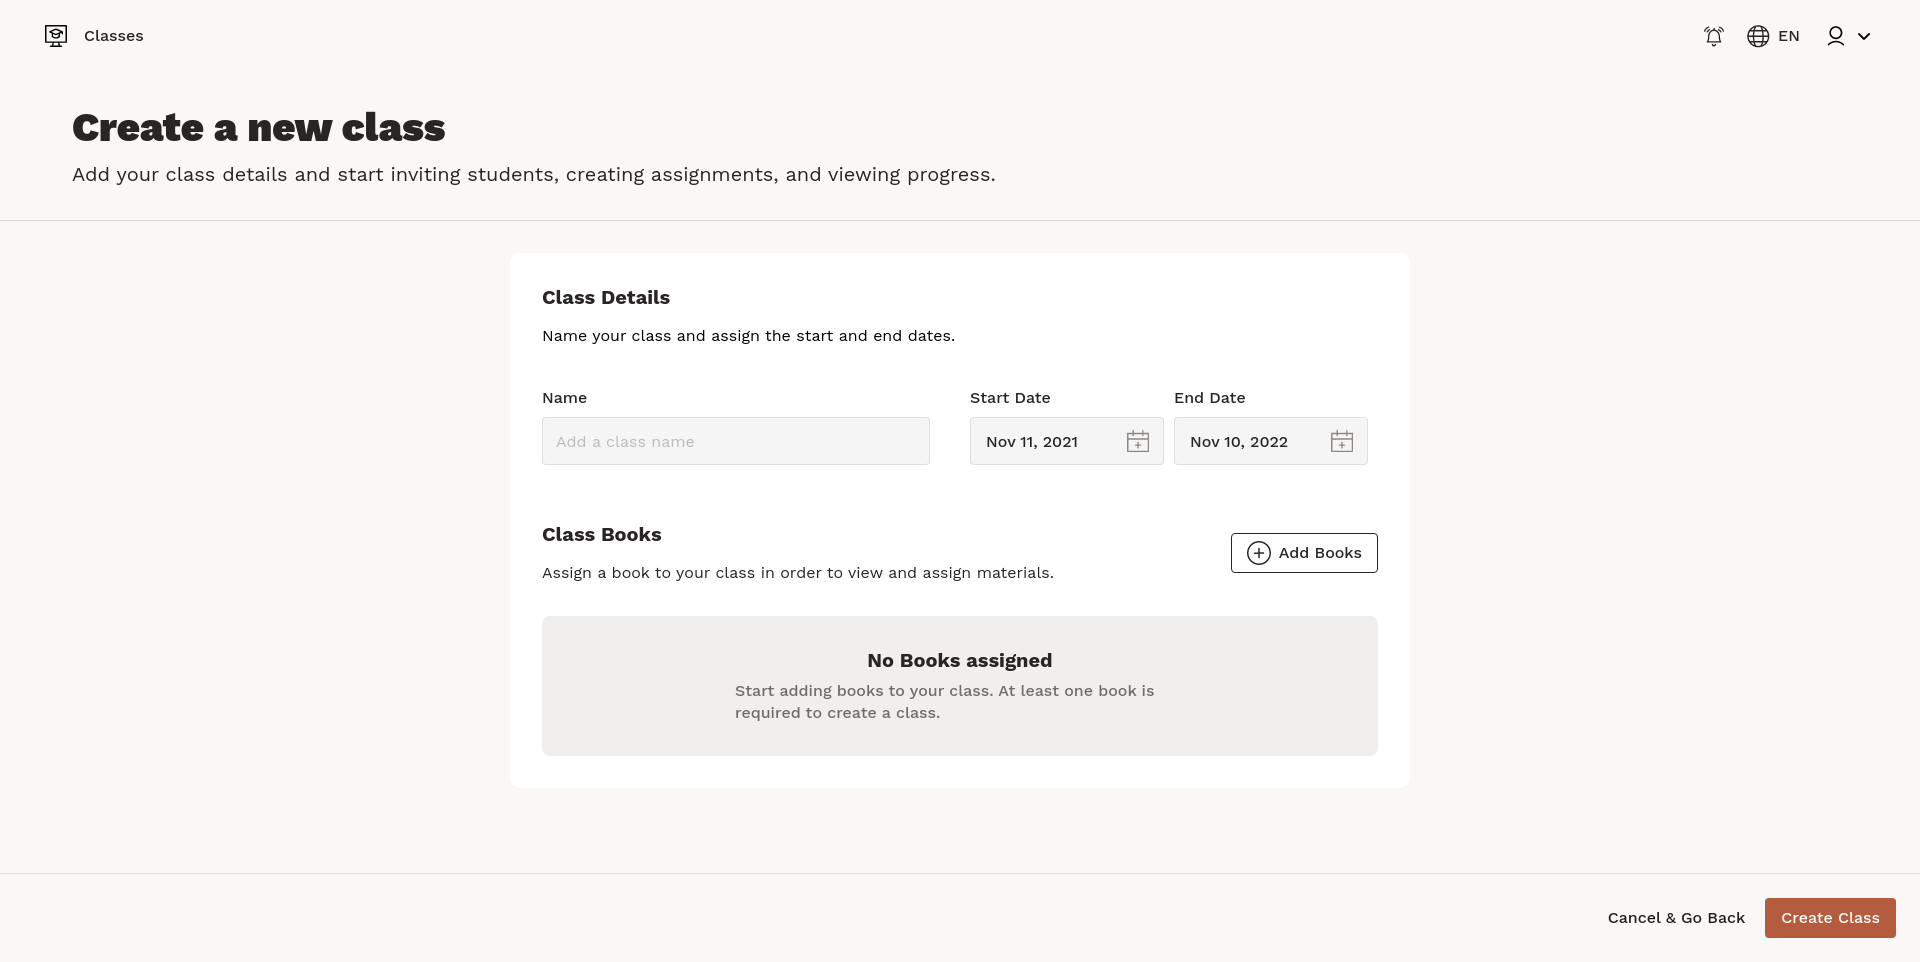 Classes
EN
Create a new class
Add your class details and start inviting students, creating assignments, and viewing progress.
Class Details
Name your class and assign the start and end dates.
Name
Start Date
End Date
Add a class name
Nov 11, 2021
Nov 10, 2022
Class Books
Add Books
Assign a book to your class in order to view and assign materials.
No Books assigned
Start adding books to your class. At least one book is
required to create a class.
Cancel & Go Back
Create Class